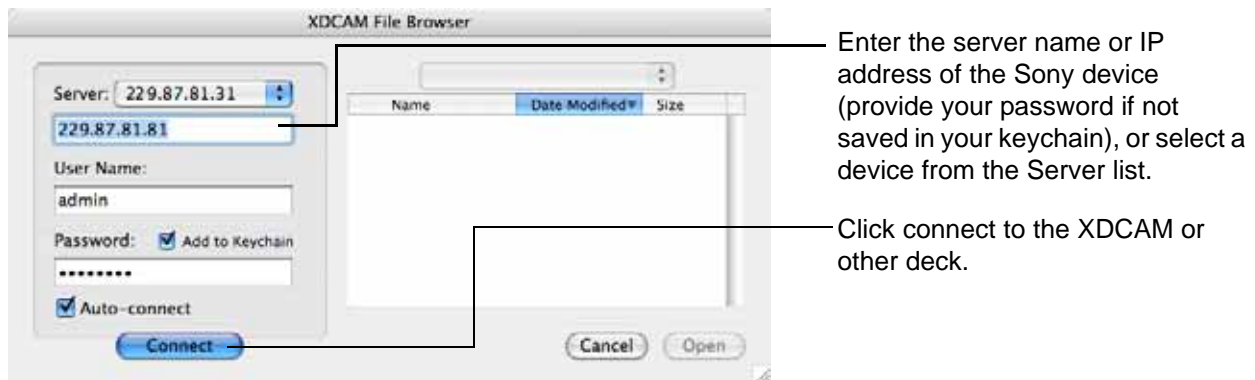 XDCAM File Browser
Server: 229.87.81.31
229.87.81.81
User Name:
admin
Password: Add to Keychain
••••••••
Auto-connect
Connect
Name Date Modified Size
Cancel Open
Enter the server name or IP
address of the Sony device
(provide your password if not
saved in your keychain), or select a
device from the Server list.
Click connect to the XDCAM or
other deck.